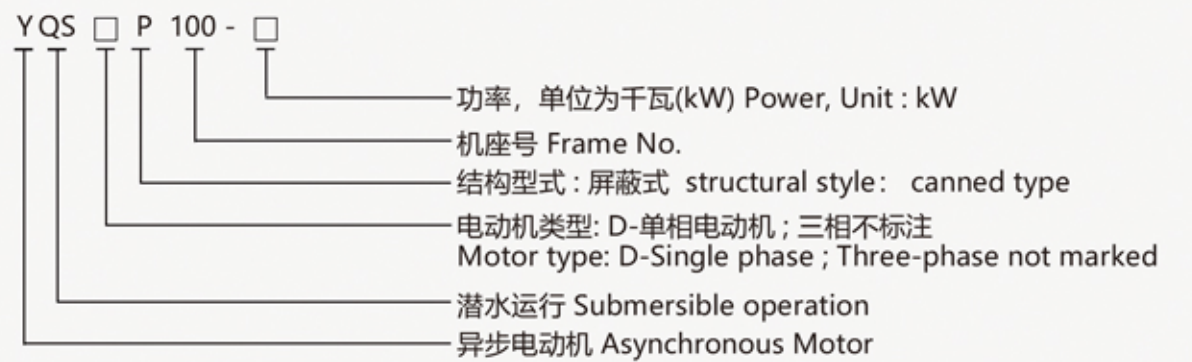 YQS □ P 100 - □
功率，单位为千瓦(kW) Power, Unit : kW
机座号 Frame No.
结构型式 : 屏蔽式 structural style： canned type
电动机类型: D-单相电动机 ; 三相不标注
Motor type: D-Single phase ; Three-phase not marked
潜水运行 Submersible operation
异步电动机 Asynchronous Motor